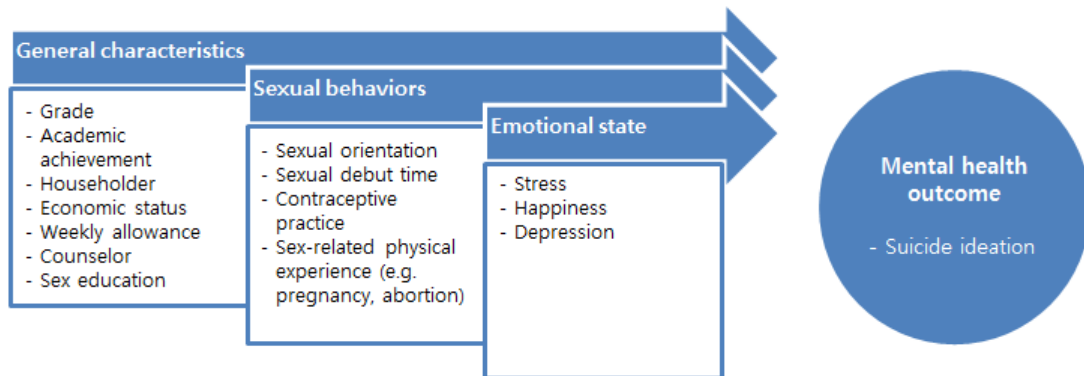 General characteristics
- Grade
- Academic
achievement
- Householder
- Economic status
- Weekly allowance
- Counselor
- Sex education
Sexual behaviors
- Sexual orientation
- Sexual debut time
- Contraceptive
practice
- Sex-related physical
experience (e.g.
pregnancy, abortion)
Emotional state
- Stress
- Happiness
- Depression
Mental health
outcome
- Suicide ideation